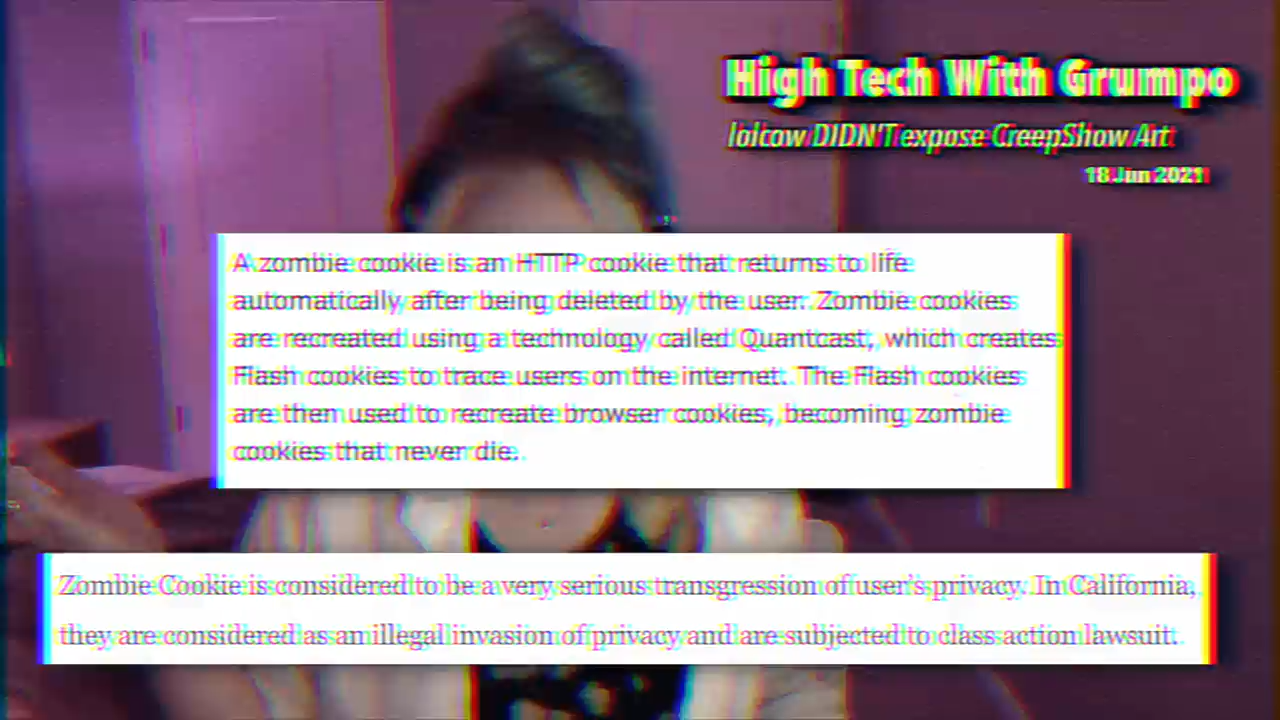 High Tech With Grumpo
lolcow DIDN'T expose CreepShow Art
18 Jun 2021
A zombie cookie is an HTTP cookie that returns to life
automatically after being deleted by the user. Zombie cookies
are recreated using a technology called Quantcast, which creates
Flash cookies to trace users on the internet. The Flash cookies
are then used to recreate browser cookies, becoming zombie
cookies that never die.
Zombie Cookie is considered to be a very serious transgression of user's privacy. In California,
they are considered as an illegal invasion of privacy and are subjected to class action lawsuit.